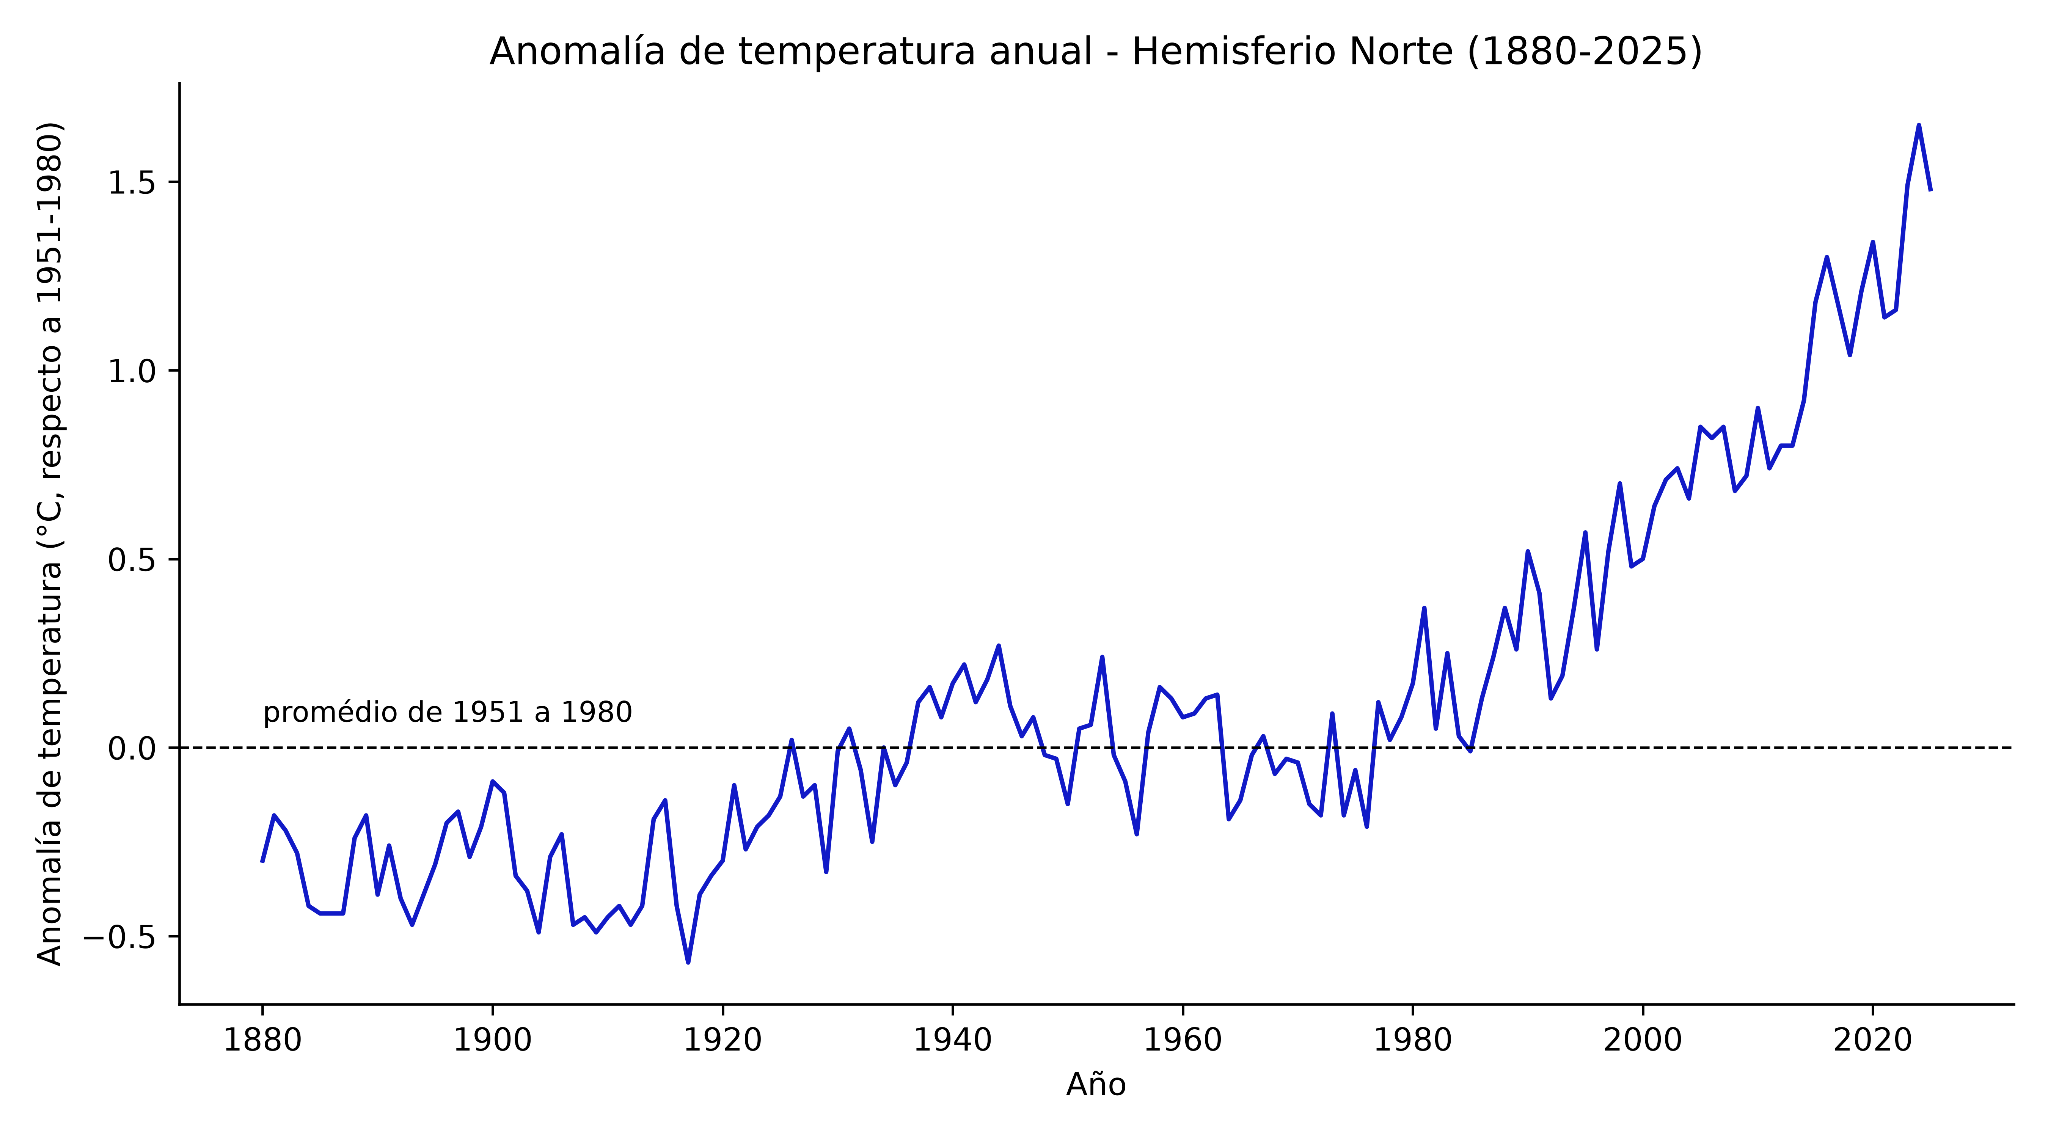 Anomalía de temperatura anual - Hemisferio Norte (1880-2025)
Anomalía de temperatura (°C, respecto a 1951-1980)
1.5
1.0
0.5
0.0
−0.5
promédio de 1951 a 1980
1880 1900 1920 1940 1960 1980 2000 2020
Año